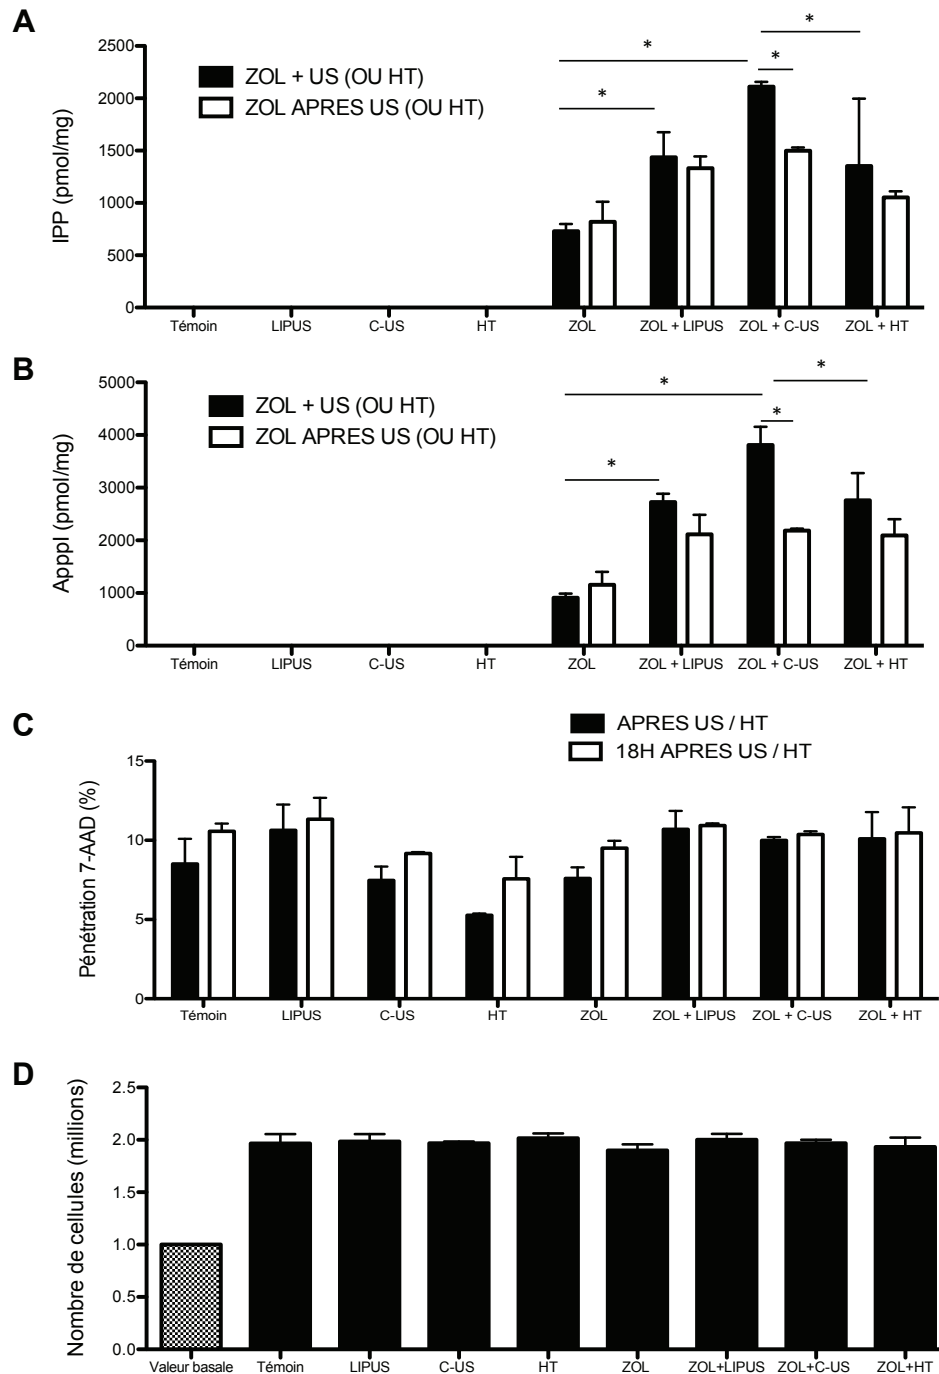 A
IPP (pmol/mg)
2500
2000
1500
1000
500
0
ZOL + US (OU HT)
ZOL APRES US (OU HT)
*
*
*
*
Témoin LIPUS C-US HT ZOL ZOL + LIPUS ZOL + C-US ZOL + HT
B
ApppI (pmol/mg)
5000
4000
3000
2000
1000
0
ZOL + US (OU HT)
ZOL APRES US (OU HT)
*
*
*
*
Témoin LIPUS C-US HT ZOL ZOL + LIPUS ZOL + C-US ZOL + HT
C
APRES US / HT
18H APRES US / HT
Pénétration 7-AAD (%)
15
10
5
0
Témoin LIPUS C-US HT ZOL ZOL + LIPUS ZOL + C-US ZOL + HT
D
Nombre de cellules (millions)
2.5
2.0
1.5
1.0
0.5
0.0
Valeur basale Témoin LIPUS C-US HT ZOL ZOL+LIPUS ZOL+C-US ZOL+HT